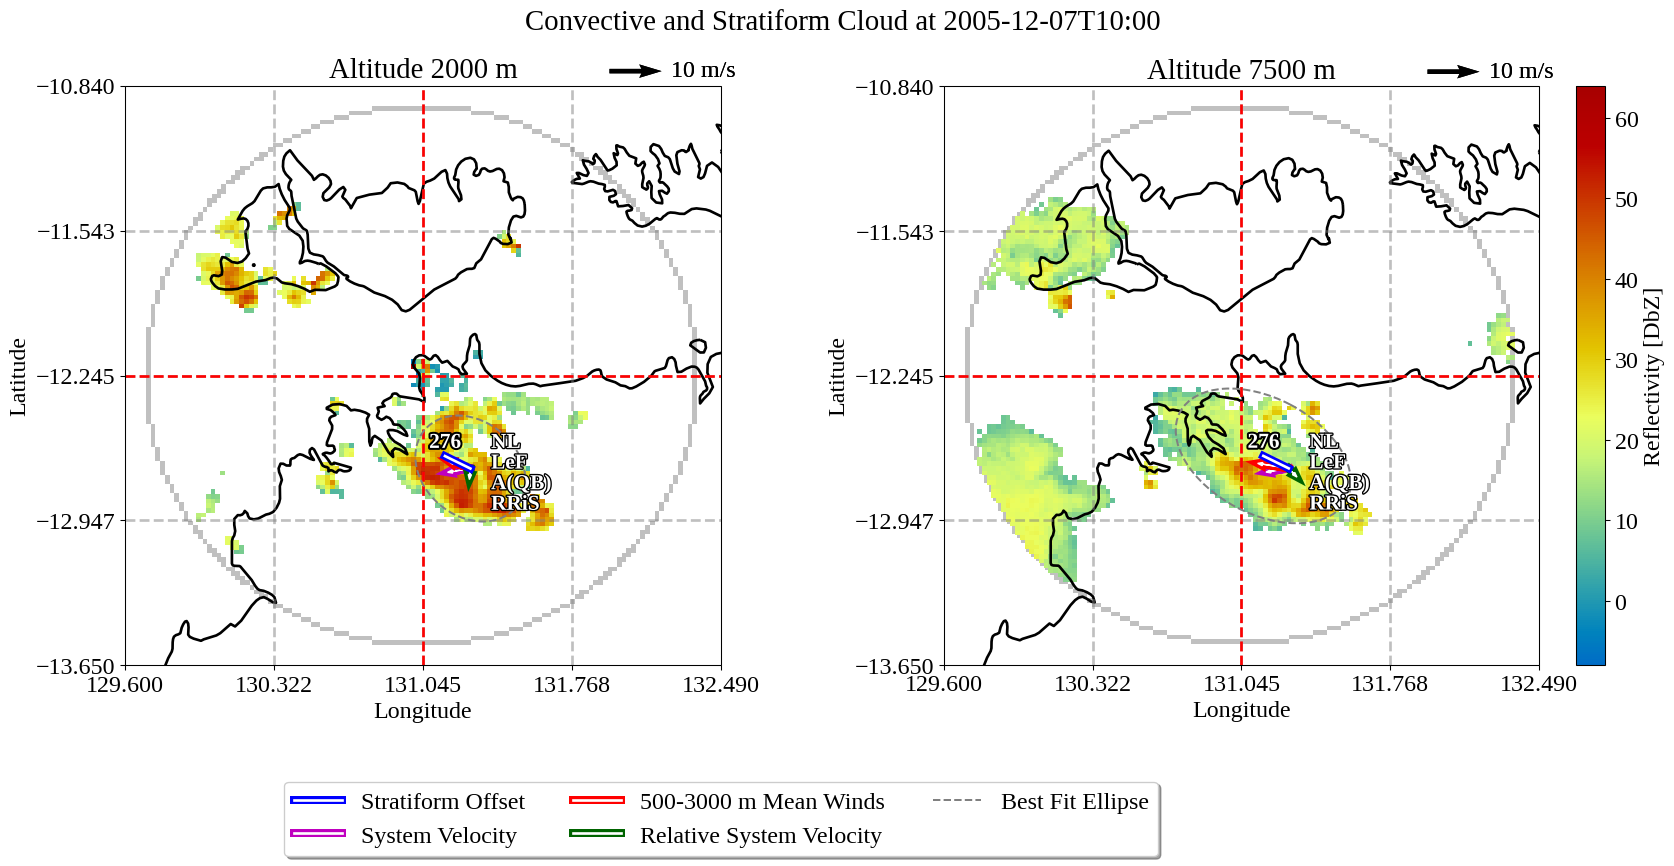 Convective and Stratiform Cloud at 2005-12-07T10:00
Altitude 2000 m
10 m/s
−10.840
−11.543
−12.245
−12.947
−13.650
129.600
130.322
131.045
131.768
132.490
Latitude
Longitude
276
NL
LeF
A(QB)
RRiS
Altitude 7500 m
10 m/s
−10.840
−11.543
−12.245
−12.947
−13.650
129.600
130.322
131.045
131.768
132.490
Latitude
Longitude
276
NL
LeF
A(QB)
RRiS
60
50
40
30
20
10
0
Reflectivity [DbZ]
Stratiform Offset
System Velocity
500-3000 m Mean Winds
Relative System Velocity
Best Fit Ellipse